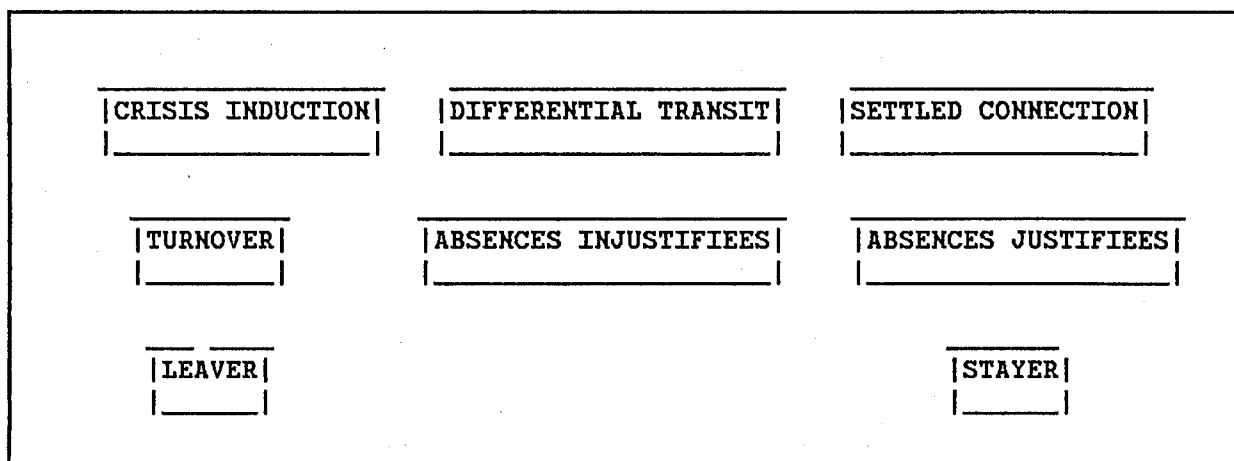 CRISIS INDUCTION DIFFERENTIAL TRANSIT SETTLED CONNECTION
TURNOVER ABSENCES INJUSTIFIEES ABSENCES JUSTIFIEES
LEAVER STAYER